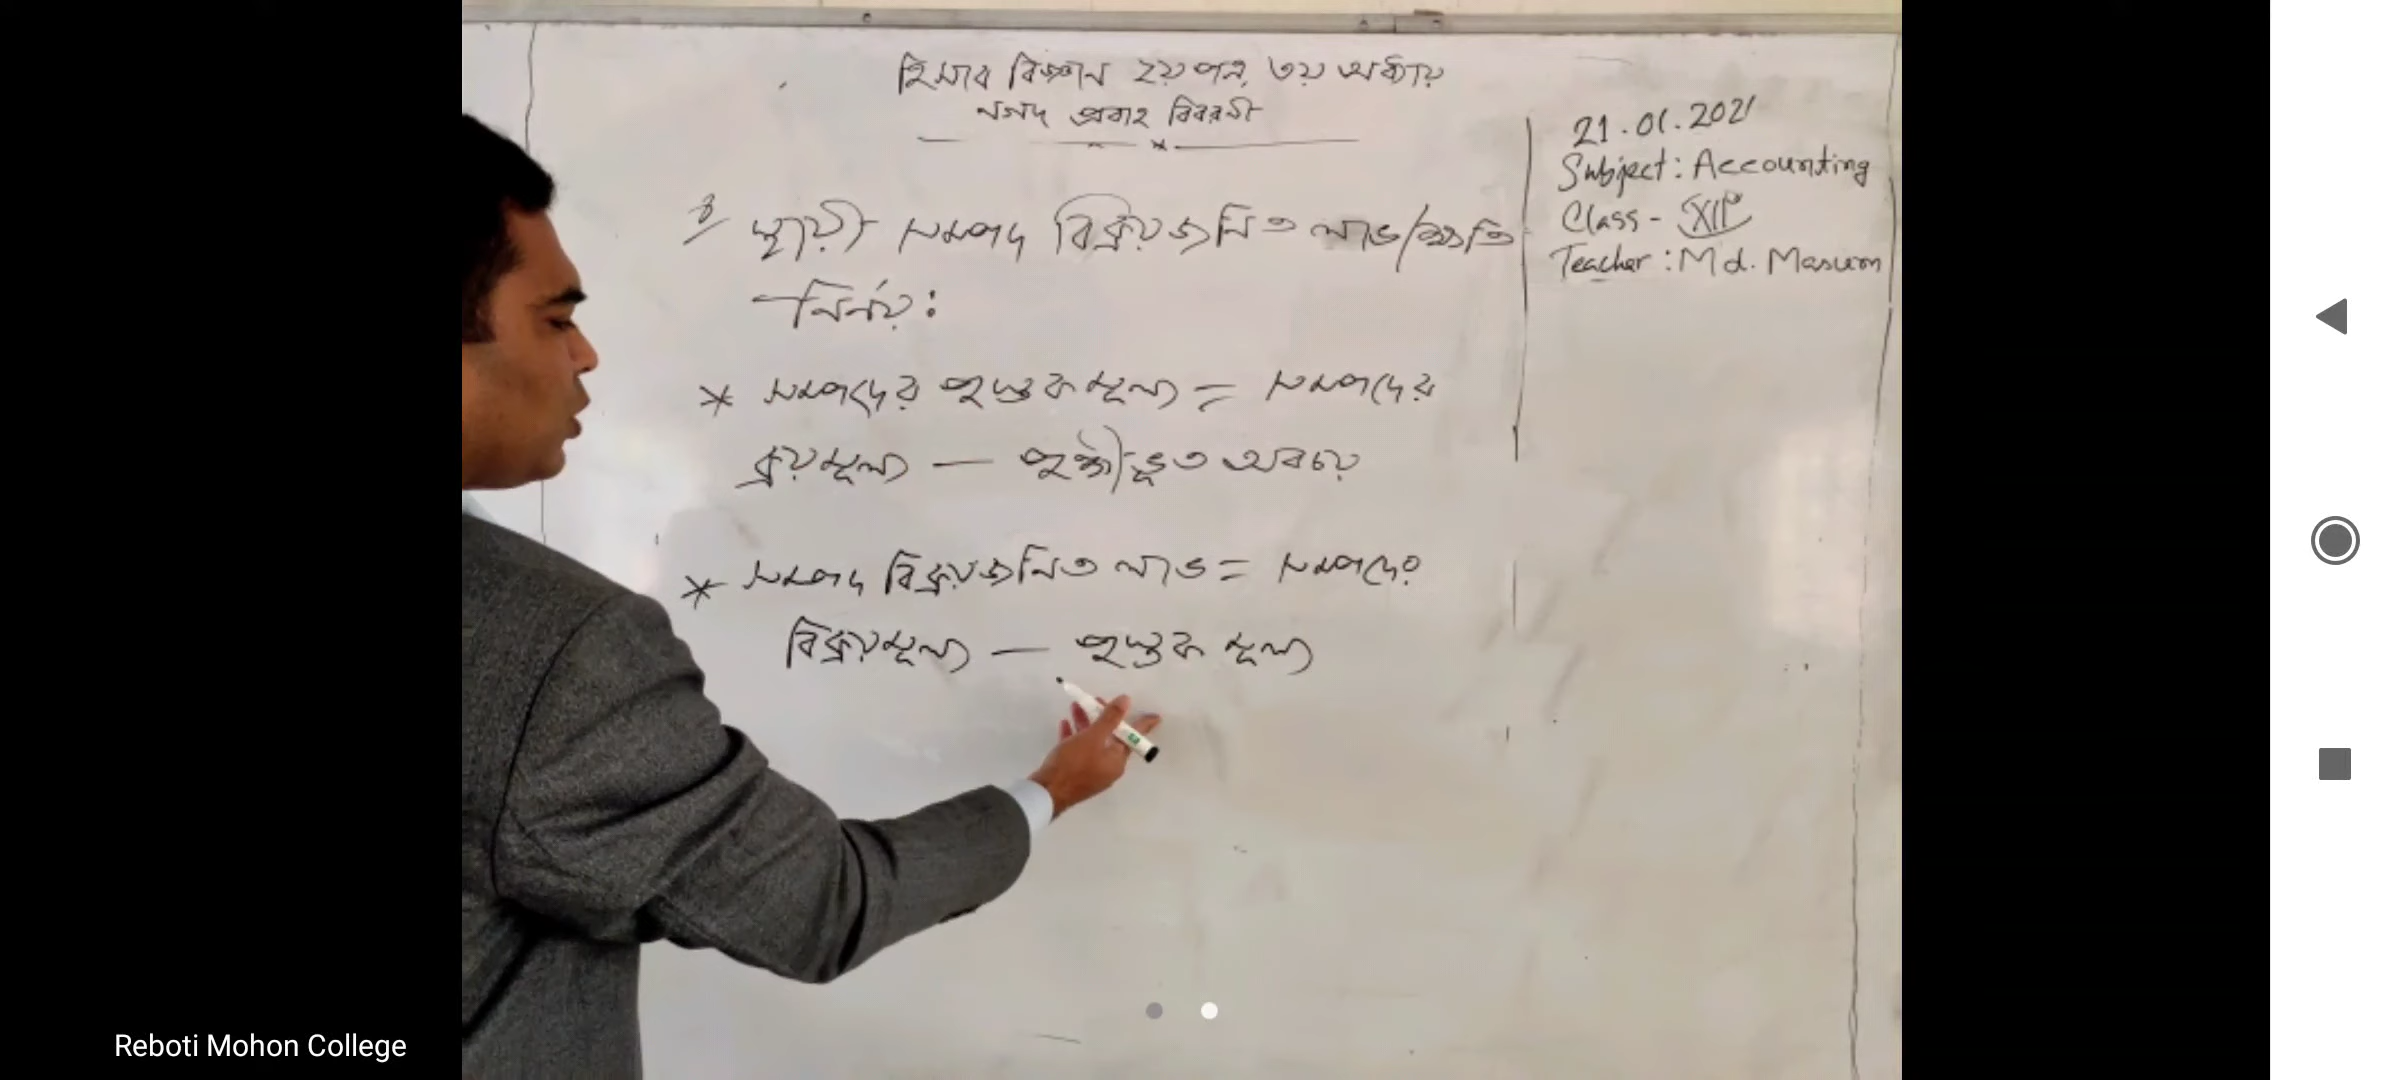 হিসাব বিজ্ঞান ২য় পত্র, ৩য় অধ্যায়
নগদ প্রবাহ বিবরণী
21.01.2021
Subject: Accounting
Class - XII
Teacher: Md. Masum
স্থায়ী সম্পদ বিক্রয়জনিত লাভ/ক্ষতি
নির্ণয়:
* সম্পদের পুস্তক মূল্য = সম্পদের
ক্রয়মূল্য — পুঞ্জীভূত অবচয়
* সম্পদ বিক্রয়জনিত লাভ = সম্পদের
বিক্রয়মূল্য — পুস্তক মূল্য
Reboti Mohon College